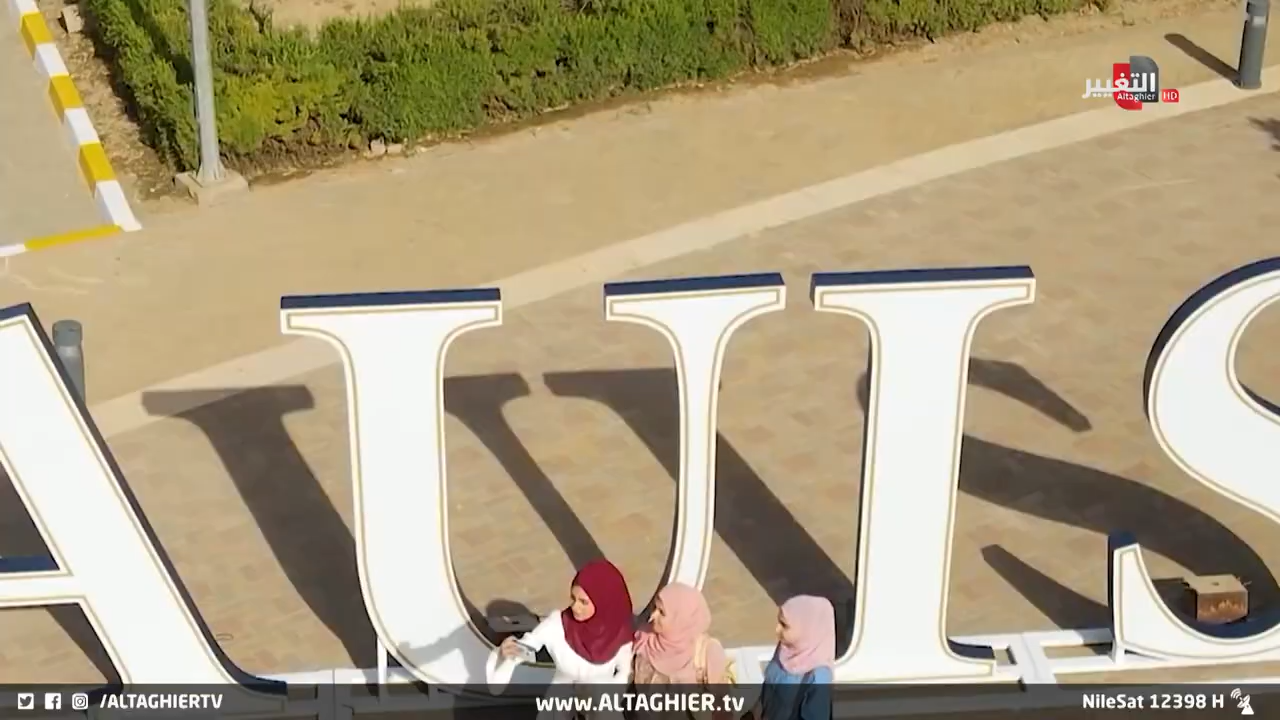 التغيير
Altaghier HD
AUIS
/ALTAGHIERTV
www.ALTAGHIER.tv
NileSat 12398 H